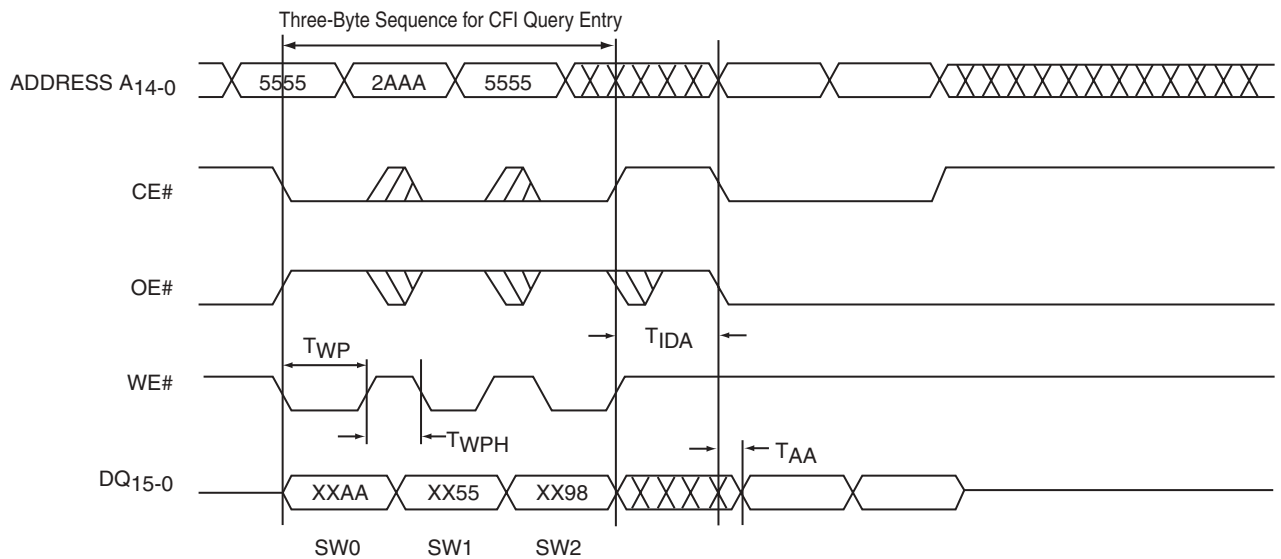 Three-Byte Sequence for CFI Query Entry
ADDRESS A14-0
5555 2AAA 5555
CE#
OE#
TIDA
TWP
WE#
TWPH
TAA
DQ15-0
XXAA XX55 XX98
SW0 SW1 SW2